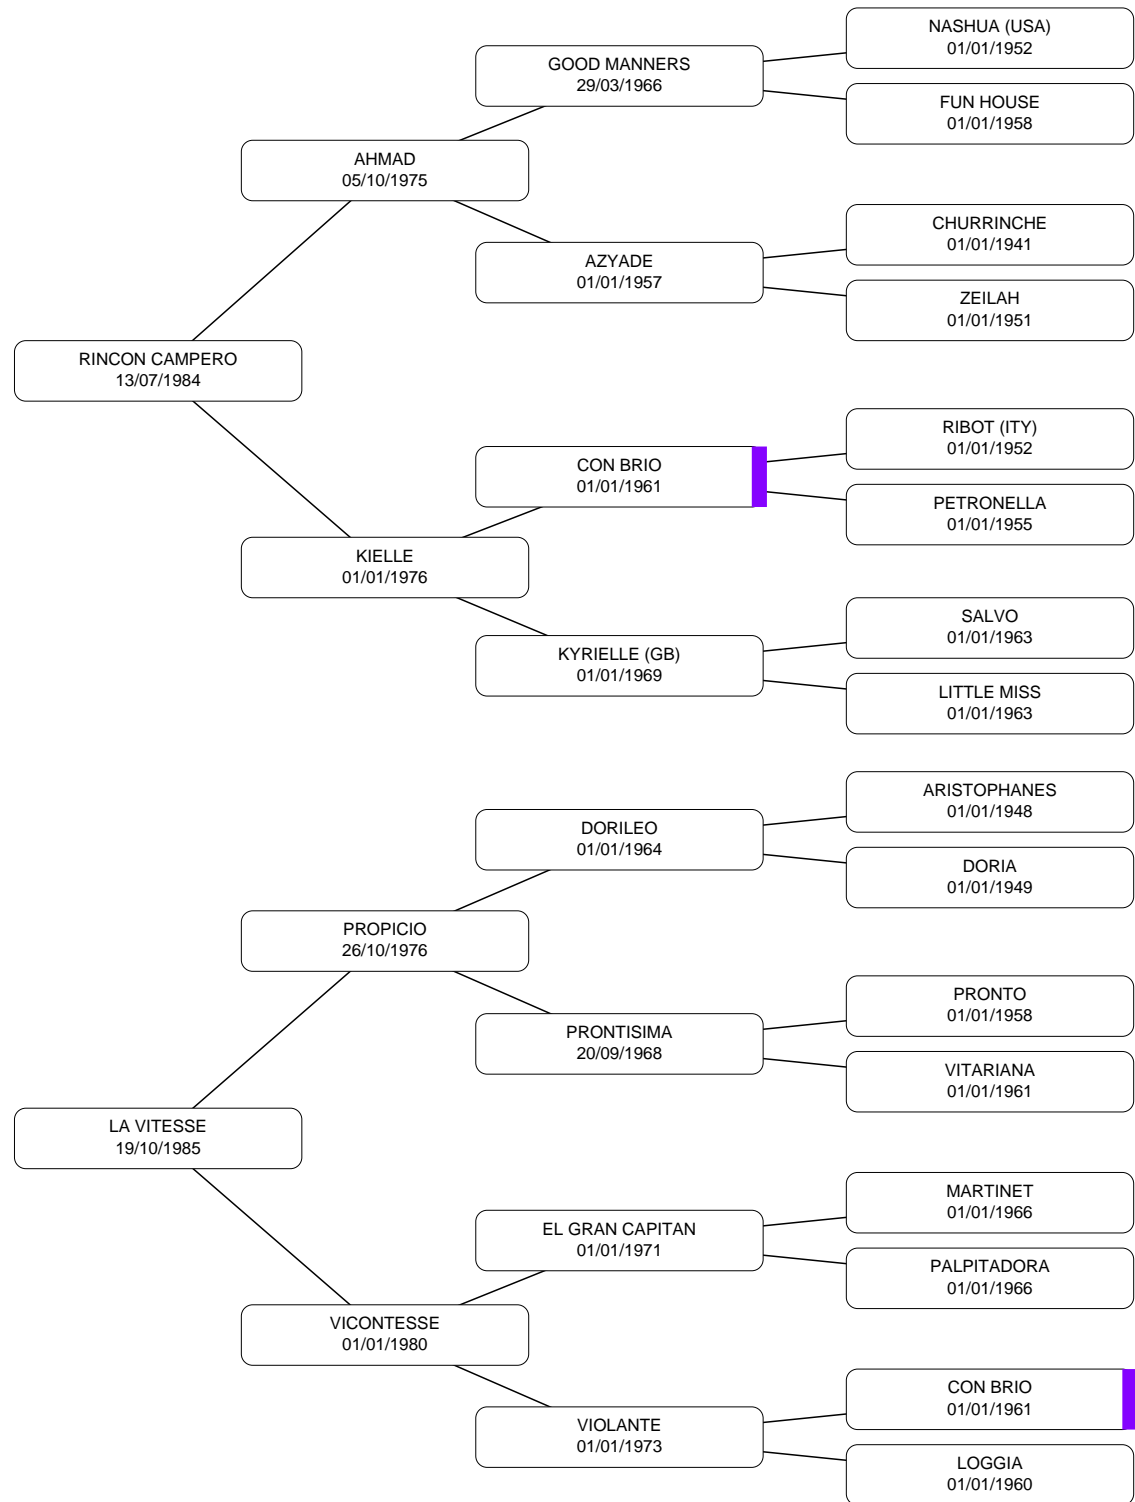 NASHUA (USA)
01/01/1952
GOOD MANNERS
29/03/1966
FUN HOUSE
01/01/1958
AHMAD
05/10/1975
CHURRINCHE
01/01/1941
AZYADE
01/01/1957
ZEILAH
01/01/1951
RINCON CAMPERO
13/07/1984
RIBOT (ITY)
01/01/1952
CON BRIO
01/01/1961
PETRONELLA
01/01/1955
KIELLE
01/01/1976
SALVO
01/01/1963
KYRIELLE (GB)
01/01/1969
LITTLE MISS
01/01/1963
ARISTOPHANES
01/01/1948
DORILEO
01/01/1964
DORIA
01/01/1949
PROPICIO
26/10/1976
PRONTO
01/01/1958
PRONTISIMA
20/09/1968
VITARIANA
01/01/1961
LA VITESSE
19/10/1985
MARTINET
01/01/1966
EL GRAN CAPITAN
01/01/1971
PALPITADORA
01/01/1966
VICONTESSE
01/01/1980
CON BRIO
01/01/1961
VIOLANTE
01/01/1973
LOGGIA
01/01/1960